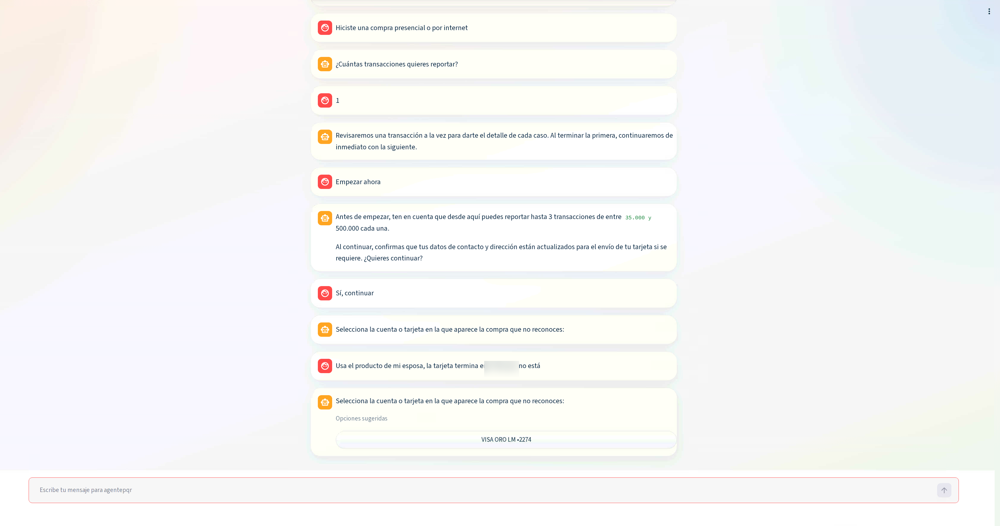 Hiciste una compra presencial o por internet
¿Cuántas transacciones quieres reportar?
1
Revisaremos una transacción a la vez para darte el detalle de cada caso. Al terminar la primera, continuaremos de
inmediato con la siguiente.
Empezar ahora
Antes de empezar, ten en cuenta que desde aquí puedes reportar hasta 3 transacciones de entre 35.000 y
500.000 cada una.
Al continuar, confirmas que tus datos de contacto y dirección están actualizados para el envío de tu tarjeta si se
requiere. ¿Quieres continuar?
Sí, continuar
Selecciona la cuenta o tarjeta en la que aparece la compra que no reconoces:
Usa el producto de mi esposa, la tarjeta termina no está
Selecciona la cuenta o tarjeta en la que aparece la compra que no reconoces:
Opciones sugeridas
VISA ORO LM •2274
Escribe tu mensaje para agentepqr